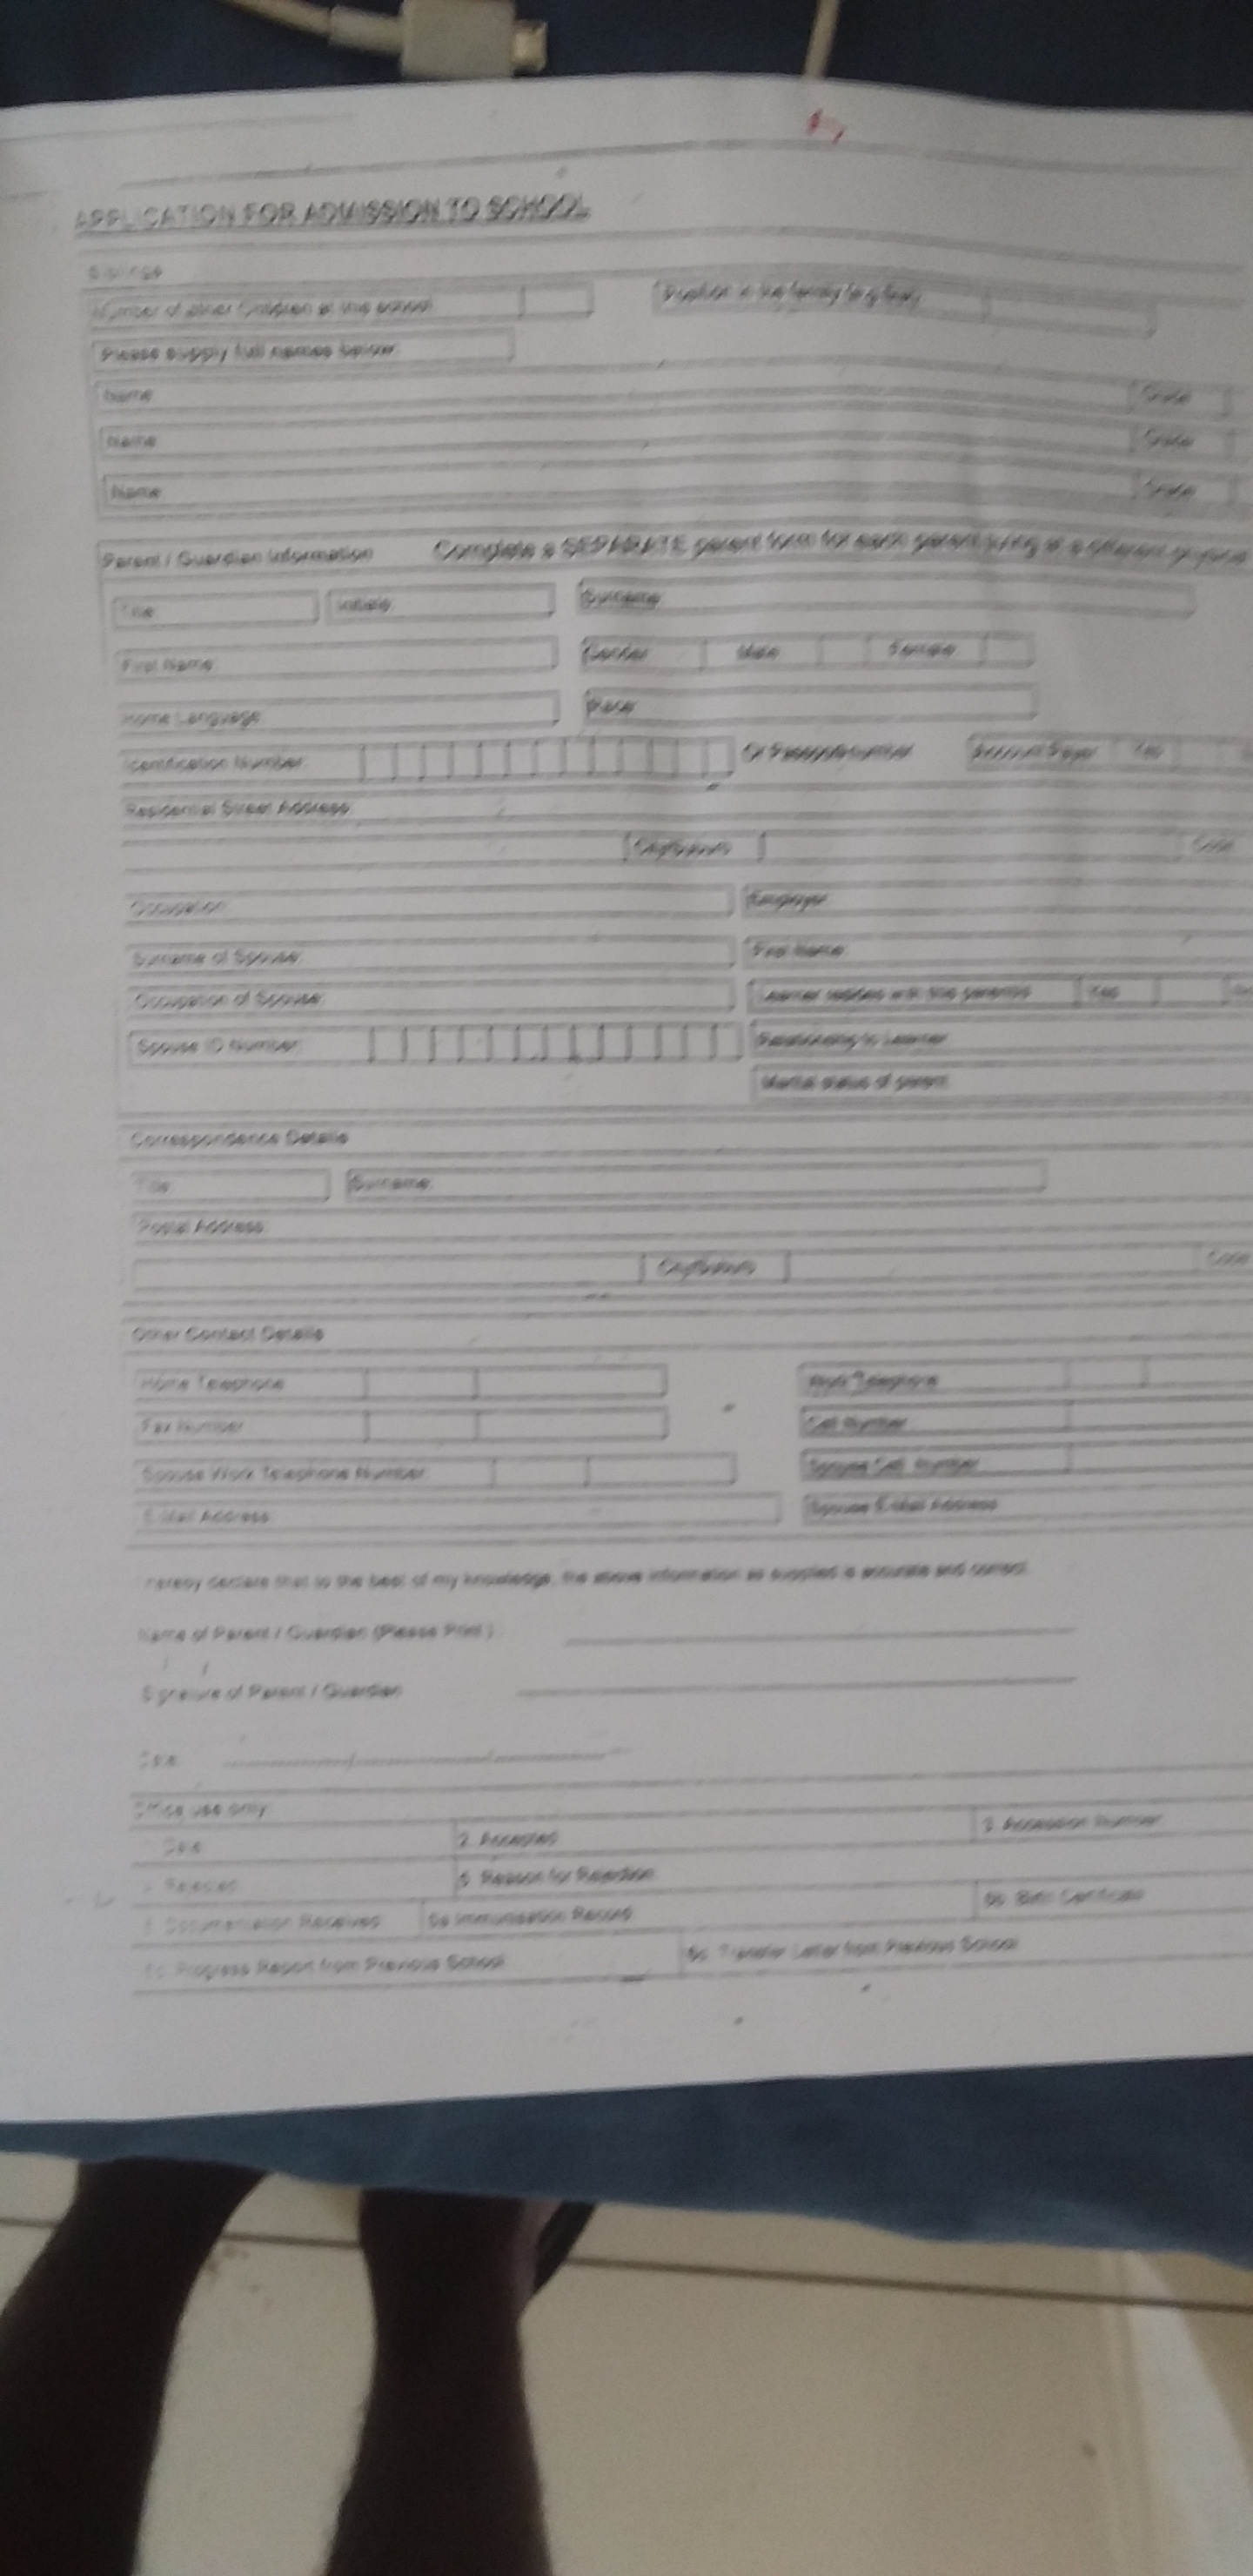 APPLICATION FOR ADMISSION TO SCHOOL
Siblings
Number of other Children at this school
Position in the family
Please supply full names below
Name Grade
Name Grade
Name Grade
Parent / Guardian Information Complete a SEPARATE parent form for each parent living at a different
Title Initials Surname
First Name Gender Male Female
Home Language Race
Identification Number Or Passport Number Account Payer Yes
Residential Street Address
City/Suburb Code
Occupation Employer
Surname of Spouse First Name
Occupation of Spouse Learner resides with this parent Yes
Spouse ID Number Relationship to Learner
Marital status of parent
Correspondence Details
Title Surname
Postal Address
City/Suburb Code
Other Contact Details
Home Telephone Work Telephone
Fax Number Cell Number
Spouse Work Telephone Number Spouse Cell Number
E-Mail Address Spouse E-Mail Address
I hereby declare that to the best of my knowledge, the above information as supplied is accurate and correct.
Name of Parent / Guardian (Please Print)
Signature of Parent / Guardian
Date
Office use only
Date 2. Accepted 3. Accession Number
Rejected 5. Reason for Rejection
Documentation Received 6a Immunisation Record 6b. Birth Certificate
Progress Report from Previous School Transfer Letter from Previous School